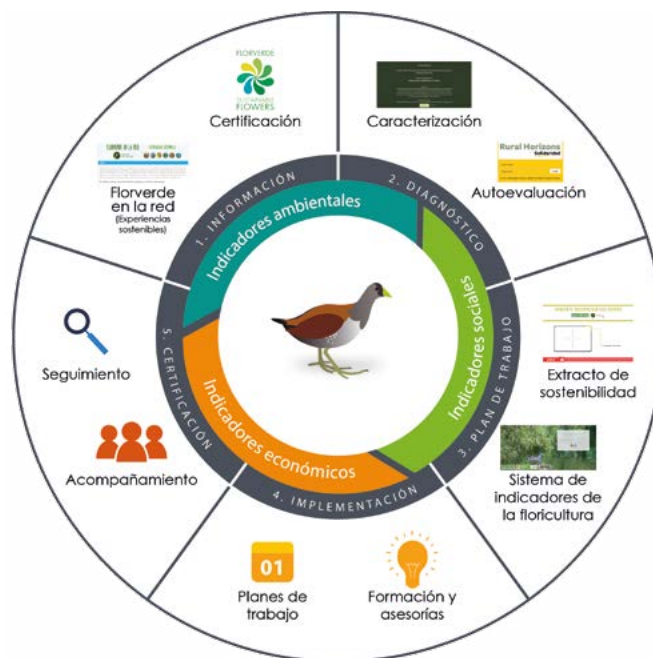 FLORVERDE
SUSTAINABLE
FLOWERS
Certificación
Florverde
en la red
(Experiencias
sostenibles)
1. INFORMACIÓN
Indicadores ambientales
Caracterización
Rural Horizons
Solidaridad
Autoevaluación
2. DIAGNÓSTICO
Indicadores sociales
Extracto de
sostenibilidad
Sistema de
indicadores de
la floricultura
3. PLAN DE TRABAJO
Formación y
asesorías
01
Planes de
trabajo
4. IMPLEMENTACIÓN
Indicadores económicos
Seguimiento
Acompañamiento
5. CERTIFICACIÓN